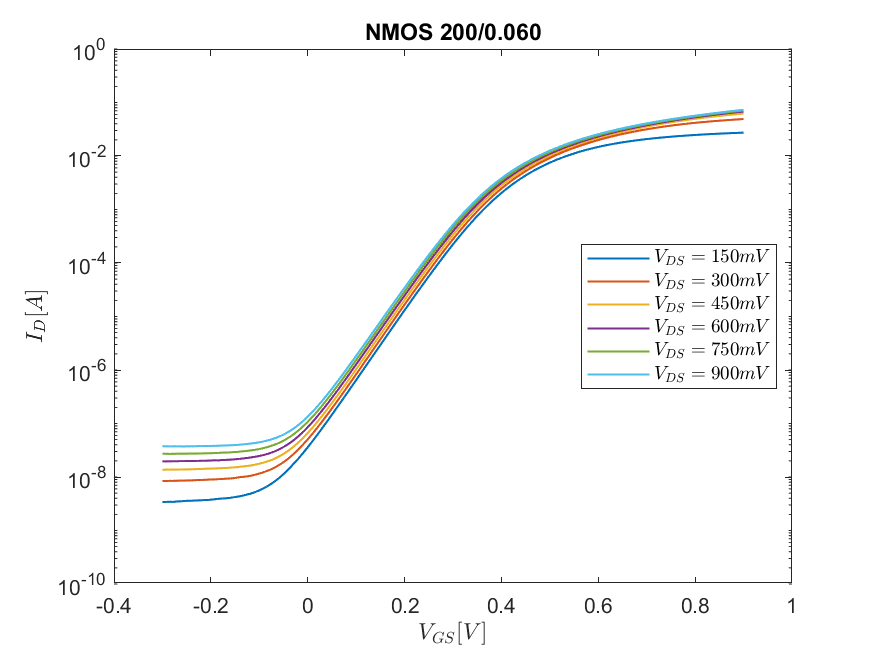 NMOS 200/0.060
10^0
10^-2
10^-4
10^-6
10^-8
10^-10
I_D[A]
V_DS = 150mV
V_DS = 300mV
V_DS = 450mV
V_DS = 600mV
V_DS = 750mV
V_DS = 900mV
-0.4 -0.2 0 0.2 0.4 0.6 0.8 1
V_GS[V]